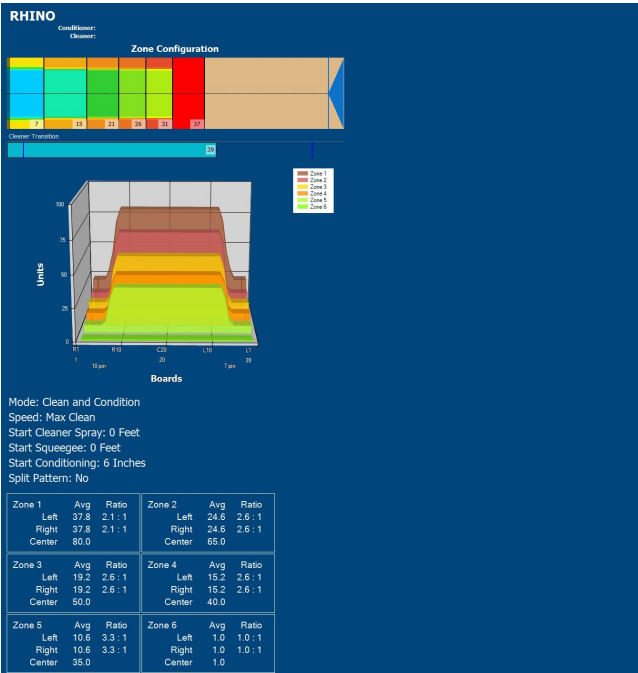 RHINO
Conditioner:
Cleaner:
Zone Configuration
7 15 21 26 31 37
Cleaner Transition
39
Zone 1
Zone 2
Zone 3
Zone 4
Zone 5
Zone 6
100
75
50
25
0
Units
R1 R10 C20 L10 L1
1 20 39
10 pin 7 pin
Boards
Mode: Clean and Condition
Speed: Max Clean
Start Cleaner Spray: 0 Feet
Start Squeegee: 0 Feet
Start Conditioning: 6 Inches
Split Pattern: No
Zone 1 Avg Ratio
Left 37.8 2.1 : 1
Right 37.8 2.1 : 1
Center 80.0
Zone 2 Avg Ratio
Left 24.6 2.6 : 1
Right 24.6 2.6 : 1
Center 65.0
Zone 3 Avg Ratio
Left 19.2 2.6 : 1
Right 19.2 2.6 : 1
Center 50.0
Zone 4 Avg Ratio
Left 15.2 2.6 : 1
Right 15.2 2.6 : 1
Center 40.0
Zone 5 Avg Ratio
Left 10.6 3.3 : 1
Right 10.6 3.3 : 1
Center 35.0
Zone 6 Avg Ratio
Left 1.0 1.0 : 1
Right 1.0 1.0 : 1
Center 1.0